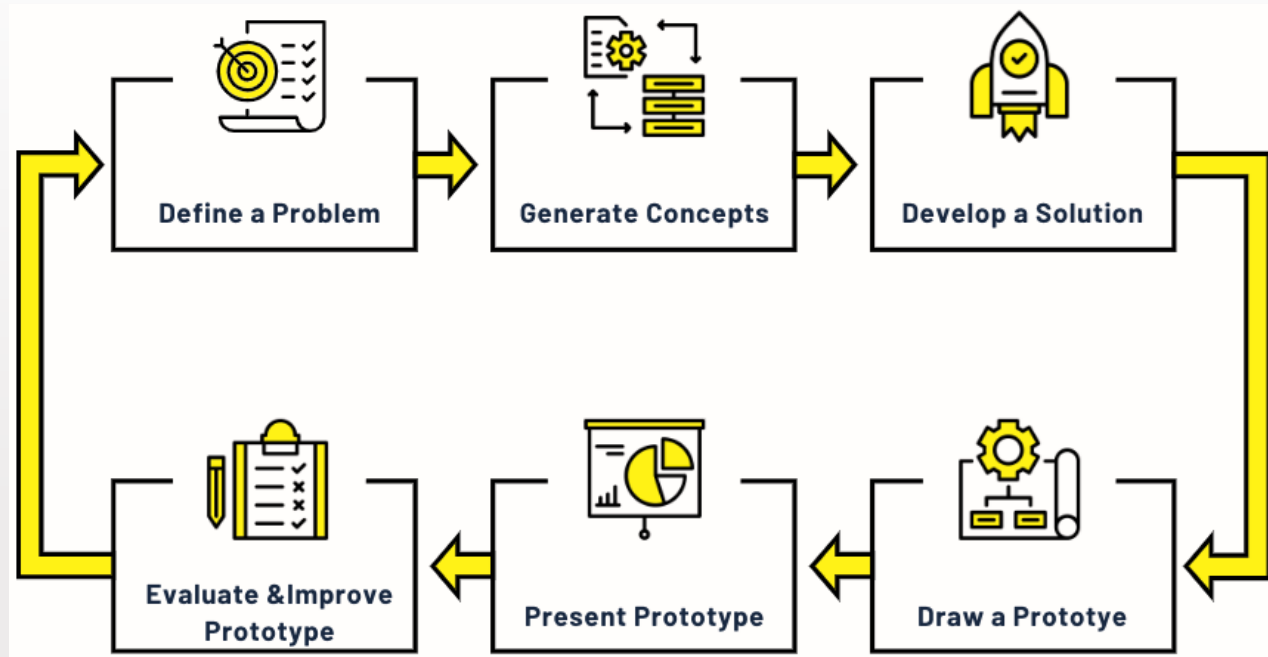 Define a Problem
Generate Concepts
Develop a Solution
Draw a Prototye
Present Prototype
Evaluate &Improve
Prototype